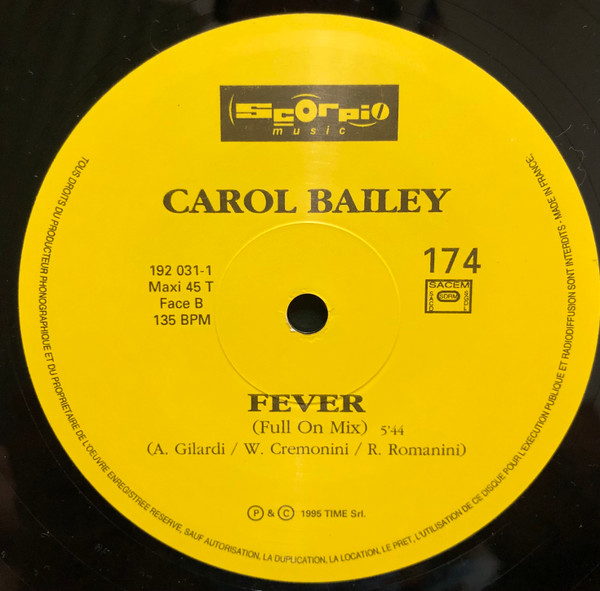 Scorpio
music
CAROL BAILEY
192 031-1
Maxi 45 T
Face B
135 BPM
174
SACEM
SDRM
FEVER
(Full On Mix) 5'44
(A. Gilardi / W. Cremonini / R. Romanini)
Ⓟ & Ⓒ 1995 TIME Srl.
TOUS DROITS DU PRODUCTEUR PHONOGRAPHIQUE ET DU PROPRIETAIRE DE L'OEUVRE ENREGISTREE RESERVE, SAUF AUTORISATION, LA DUPLICATION, LA LOCATION, LE PRET, L'UTILISATION DE CE DISQUE POUR L'EXECUTION PUBLIQUE ET RADIODIFFUSION SONT INTERDITS - MADE IN FRANCE.